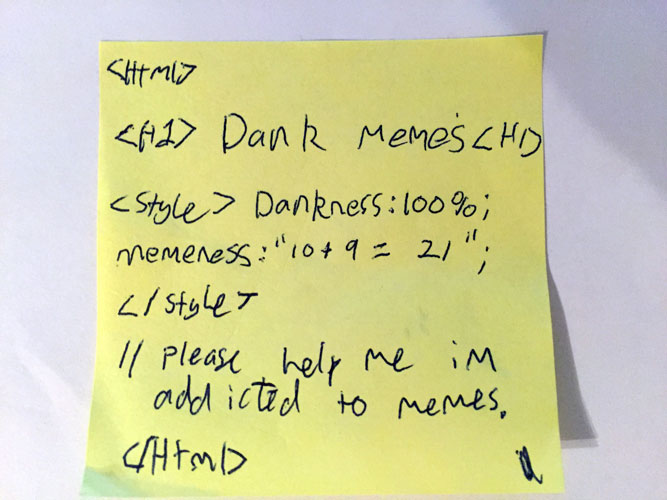 <Html>
<H1> Dank memes<H1>
<style> Dankness:100%;
memeness:"10+9 = 21";
</style>
// please help me im
addicted to memes.
</Html>